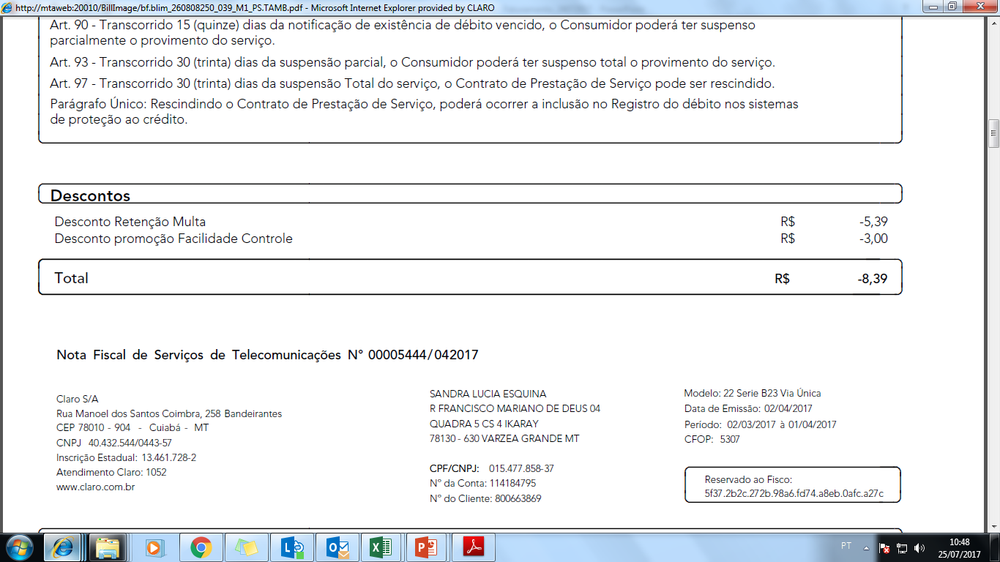 http://mtaweb:20010/BillImage/bf.blim_260808250_039_M1_PS.TAMB.pdf - Microsoft Internet Explorer provided by CLARO
Art. 90 - Transcorrido 15 (quinze) dias da notificação de existência de débito vencido, o Consumidor poderá ter suspenso
parcialmente o provimento do serviço.
Art. 93 - Transcorrido 30 (trinta) dias da suspensão parcial, o Consumidor poderá ter suspenso total o provimento do serviço.
Art. 97 - Transcorrido 30 (trinta) dias da suspensão Total do serviço, o Contrato de Prestação de Serviço pode ser rescindido.
Parágrafo Único: Rescindindo o Contrato de Prestação de Serviço, poderá ocorrer a inclusão no Registro do débito nos sistemas
de proteção ao crédito.
Descontos
Desconto Retenção Multa R$ -5,39
Desconto promoção Facilidade Controle R$ -3,00
Total R$ -8,39
Nota Fiscal de Serviços de Telecomunicações N° 00005444/042017
Claro S/A
Rua Manoel dos Santos Coimbra, 258 Bandeirantes
CEP 78010 - 904 - Cuiabá - MT
CNPJ 40.432.544/0443-57
Inscrição Estadual: 13.461.728-2
Atendimento Claro: 1052
www.claro.com.br
SANDRA LUCIA ESQUINA
R FRANCISCO MARIANO DE DEUS 04
QUADRA 5 CS 4 IKARAY
78130 - 630 VARZEA GRANDE MT
CPF/CNPJ: 015.477.858-37
Nº da Conta: 114184795
Nº do Cliente: 800663869
Modelo: 22 Serie B23 Via Única
Data de Emissão: 02/04/2017
Período: 02/03/2017 à 01/04/2017
CFOP: 5307
Reservado ao Fisco:
5f37.2b2c.272b.98a6.fd74.a8eb.0afc.a27c
PT
10:48
25/07/2017